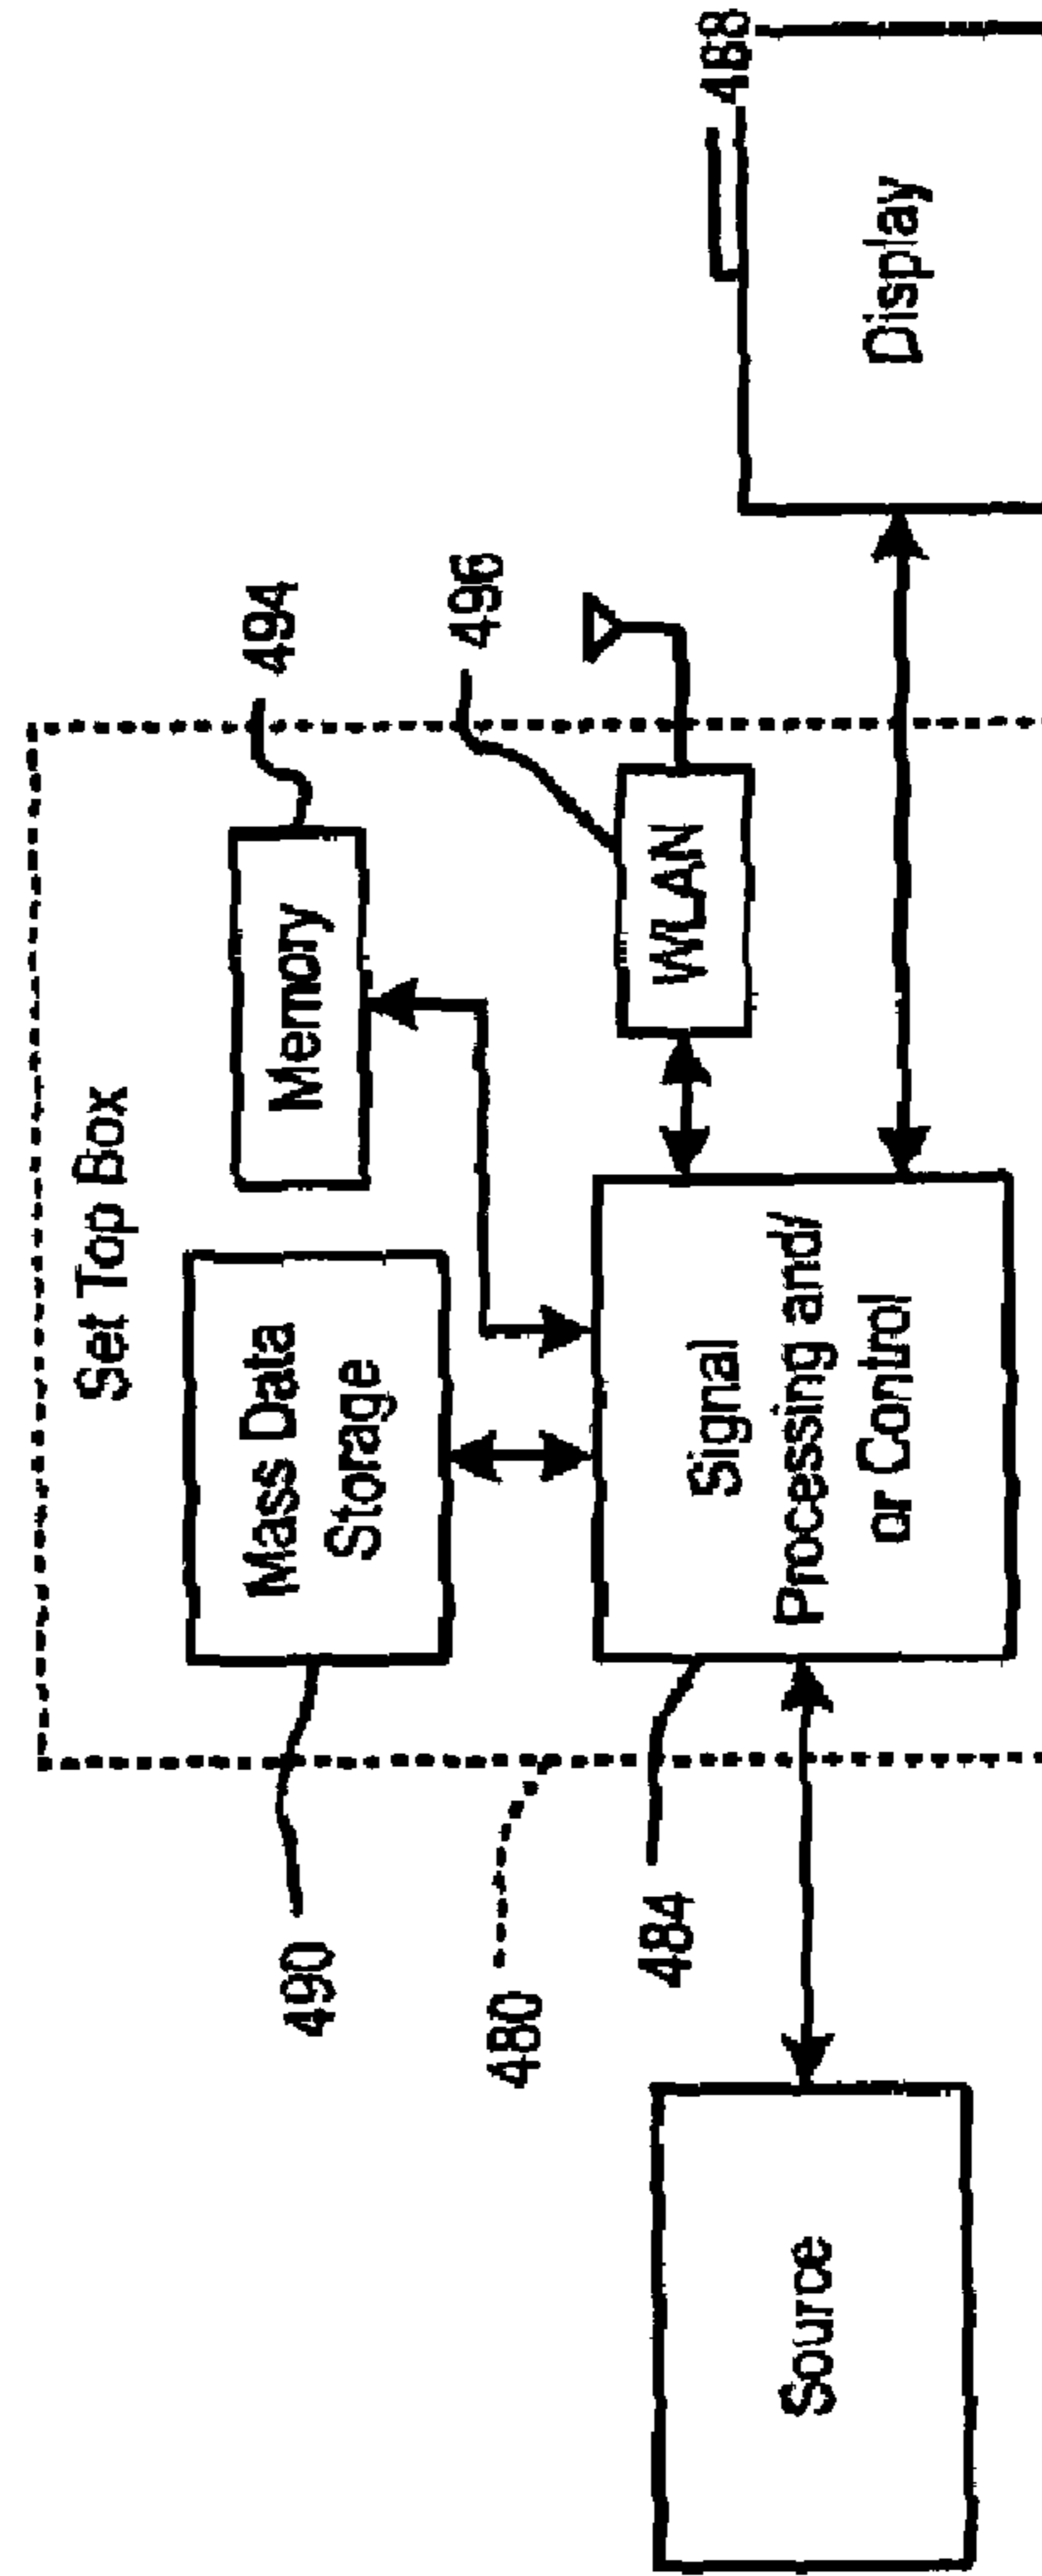 Set Top Box
490
Mass Data
Storage
Memory
494
480
496
484
Signal
Processing and/
or Control
WLAN
488
Source
Display